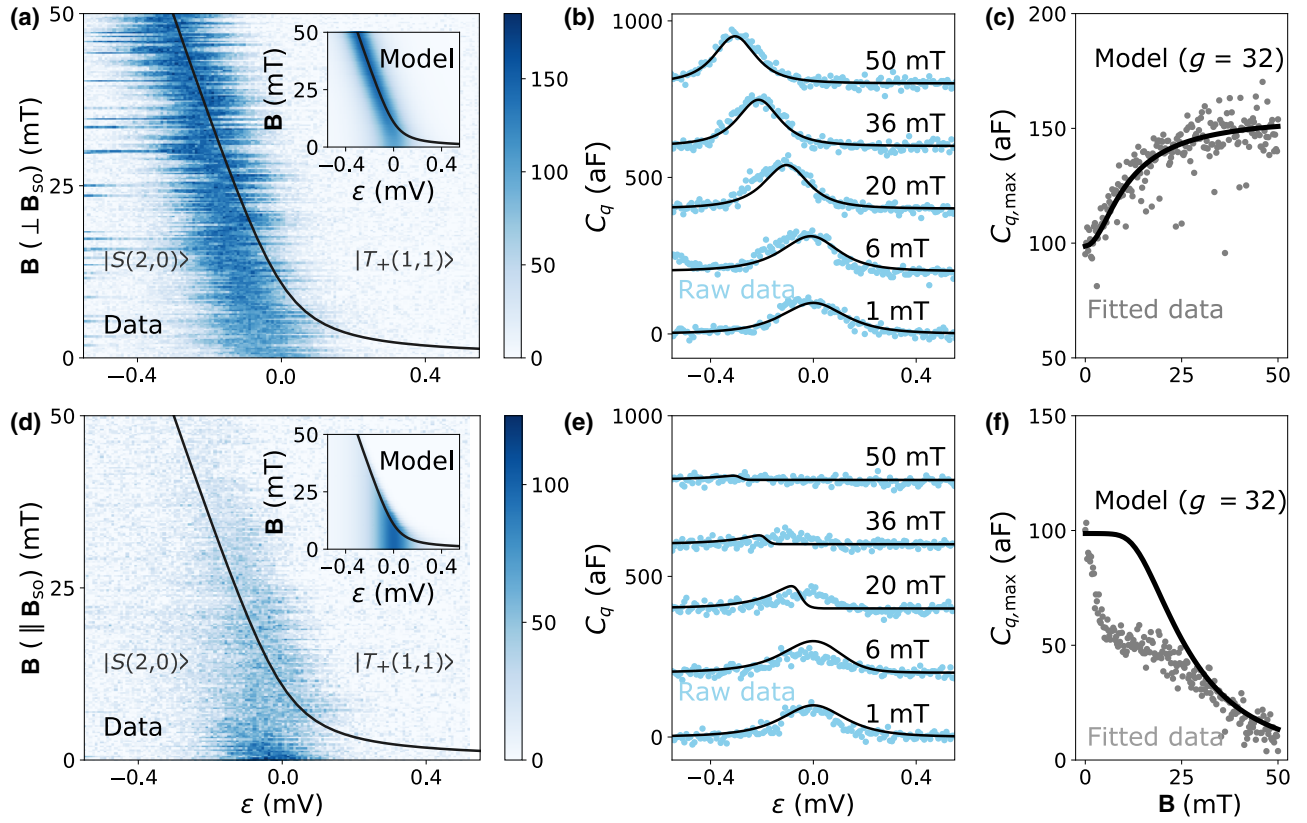 (a)
50
25
0
B (⊥ B_so) (mT)
|S(2,0)⟩
|T₊(1,1)⟩
Data
−0.4
0.0
0.4
50
25
0
B (mT)
Model
−0.4
0
0.4
ε (mV)
150
100
50
0
(b)
C_q (aF)
1000
500
0
50 mT
36 mT
20 mT
6 mT
Raw data
1 mT
−0.4
0.0
0.4
(c)
C_q,max (aF)
200
150
100
50
Model (g = 32)
Fitted data
0
25
50
(d)
50
25
0
B (∥ B_so) (mT)
|S(2,0)⟩
|T₊(1,1)⟩
Data
−0.4
0.0
0.4
ε (mV)
50
25
0
B (mT)
Model
−0.4
0
0.4
ε (mV)
100
50
0
(e)
C_q (aF)
1000
500
0
50 mT
36 mT
20 mT
6 mT
Raw data
1 mT
−0.4
0.0
0.4
ε (mV)
(f)
C_q,max (aF)
150
100
50
0
Model (g = 32)
Fitted data
0
25
50
B (mT)